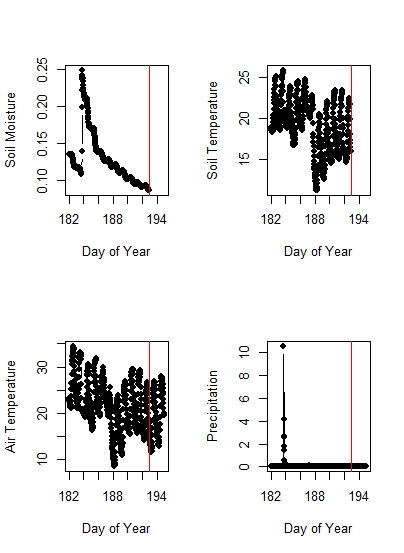 Soil Moisture
0.10 0.15 0.20 0.25
182 188 194
Day of Year
Soil Temperature
15 20 25
182 188 194
Day of Year
Air Temperature
10 20 30
182 188 194
Day of Year
Precipitation
0 2 4 6 8 10
182 188 194
Day of Year